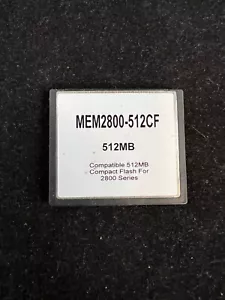 MEM2800-512CF
512MB
Compatible 512MB
Compact Flash For
2800 Series